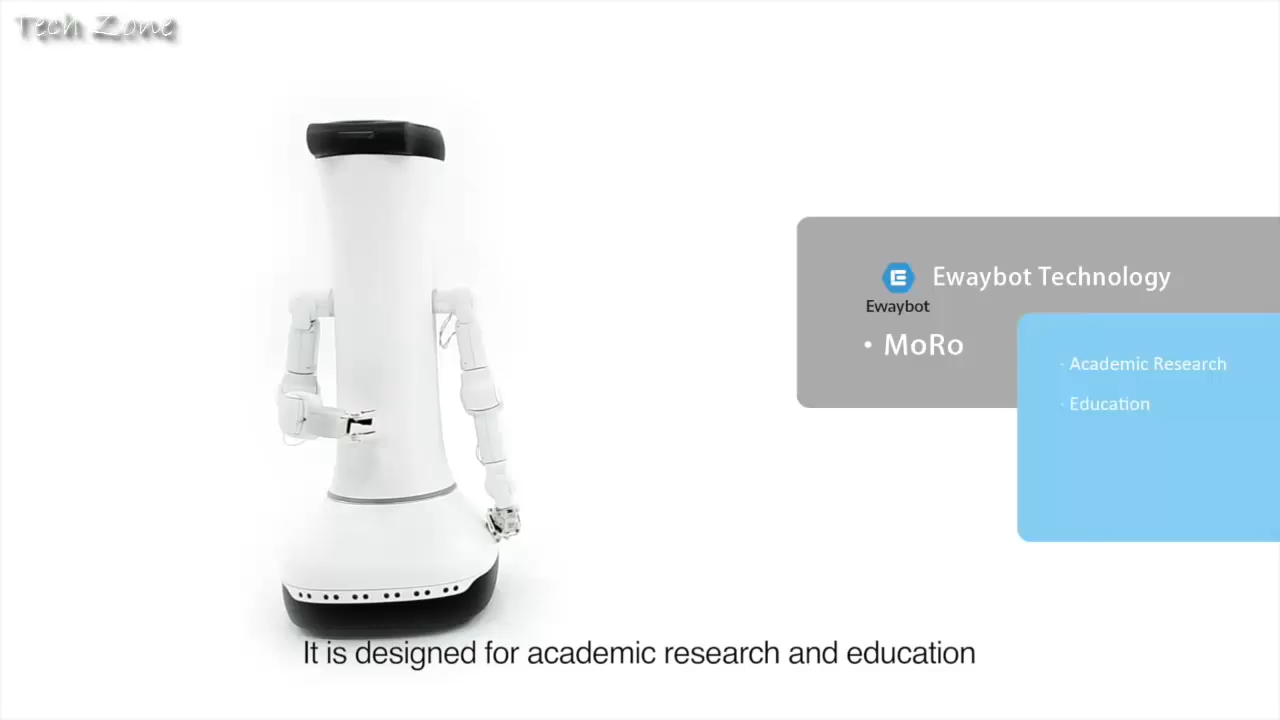 Tech Zone
Ewaybot Technology
Ewaybot
• MoRo
· Academic Research
· Education
It is designed for academic research and education